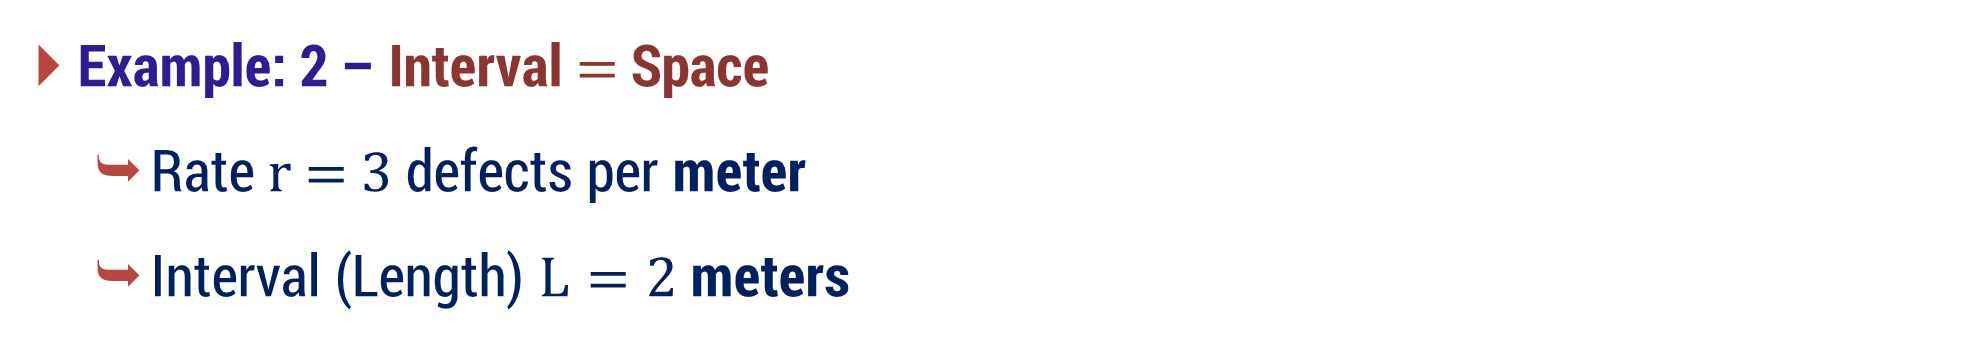 Example: 2 – Interval = Space
Rate r = 3 defects per meter
Interval (Length) L = 2 meters